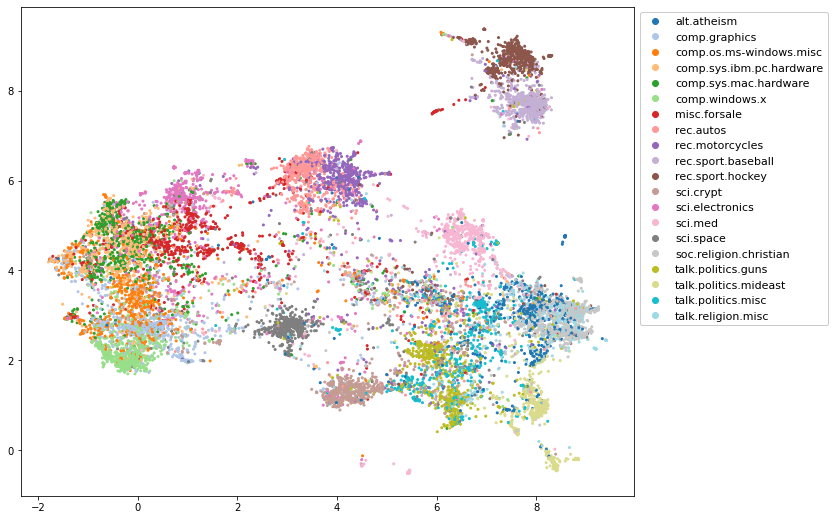 8
6
4
2
0
−2 0 2 4 6 8
alt.atheism
comp.graphics
comp.os.ms-windows.misc
comp.sys.ibm.pc.hardware
comp.sys.mac.hardware
comp.windows.x
misc.forsale
rec.autos
rec.motorcycles
rec.sport.baseball
rec.sport.hockey
sci.crypt
sci.electronics
sci.med
sci.space
soc.religion.christian
talk.politics.guns
talk.politics.mideast
talk.politics.misc
talk.religion.misc